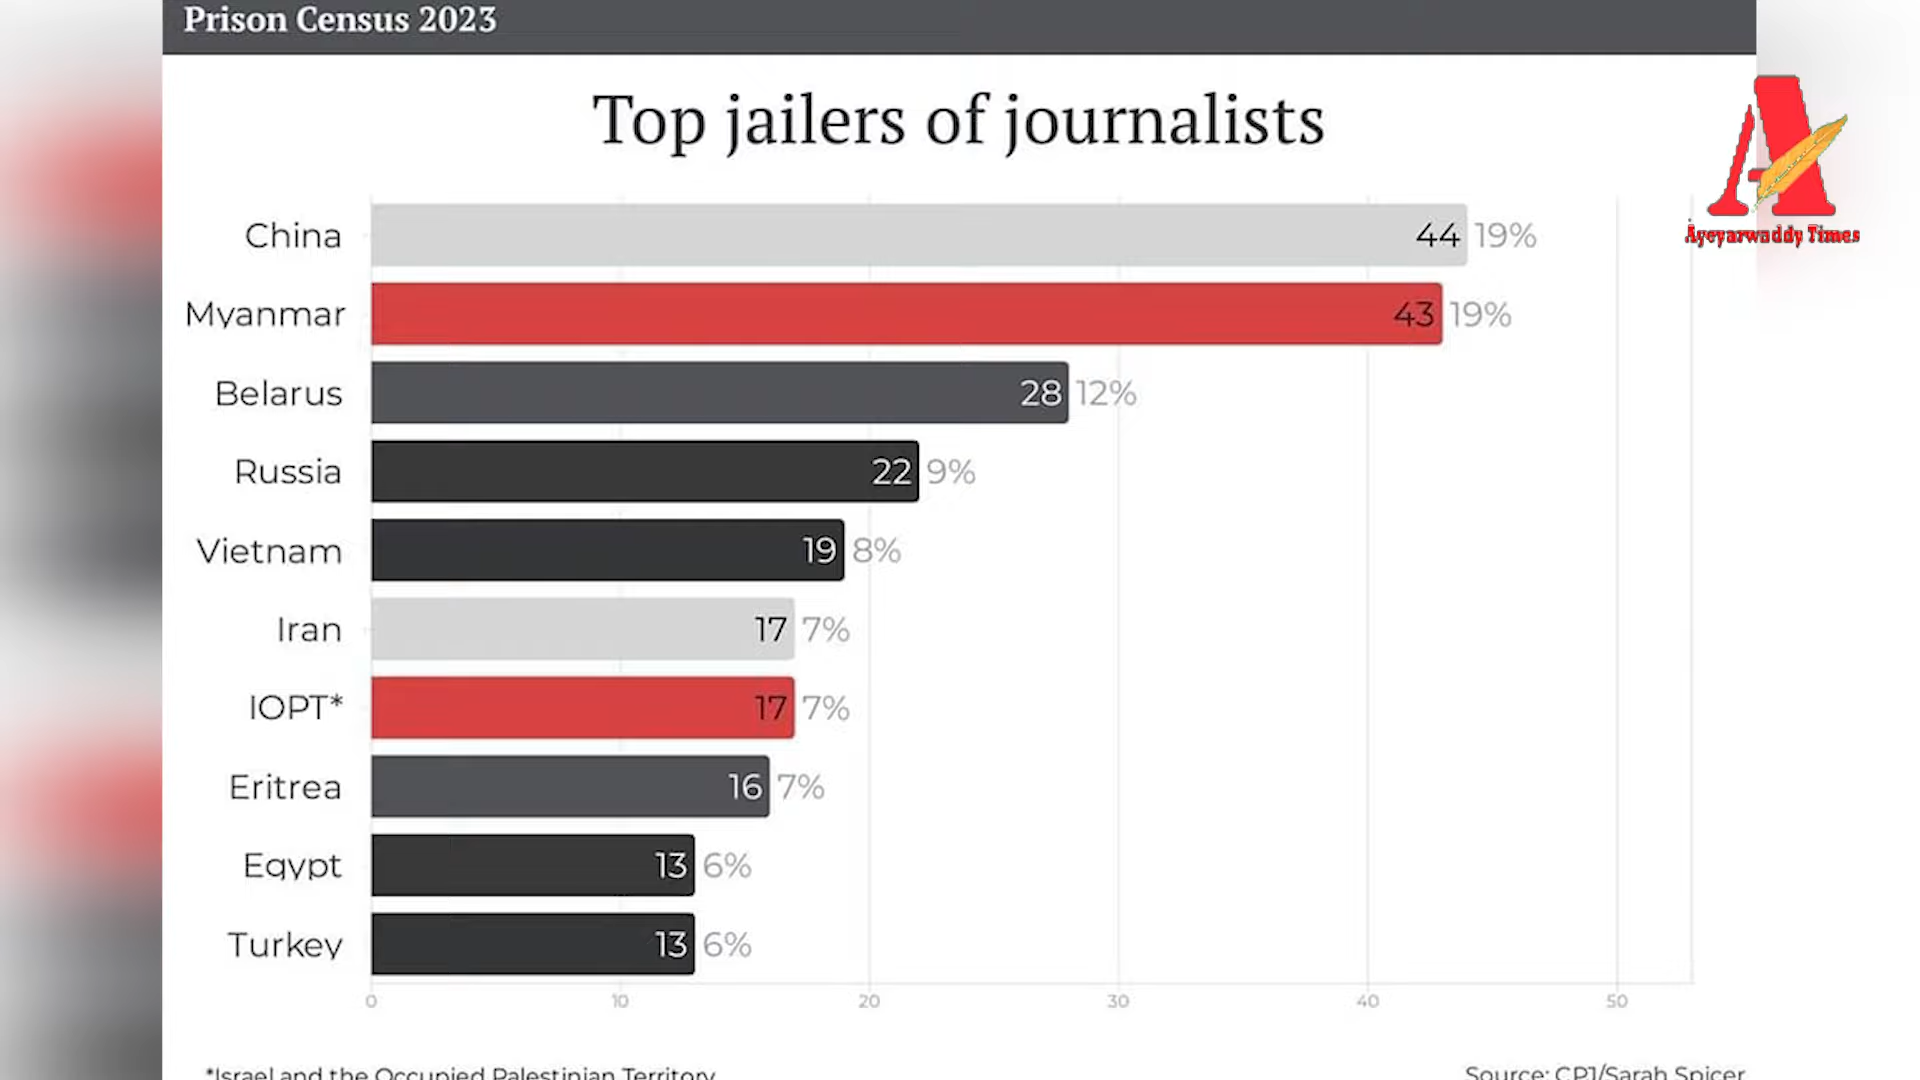 Prison Census 2023
Top jailers of journalists
China 44 19%
Myanmar 43 19%
Belarus 28 12%
Russia 22 9%
Vietnam 19 8%
Iran 17 7%
IOPT* 17 7%
Eritrea 16 7%
Egypt 13 6%
Turkey 13 6%
0 10 20 30 40 50
*Israel and the Occupied Palestinian Territory
Source: CPJ/Sarah Spicer
Ayeyarwaddy Times